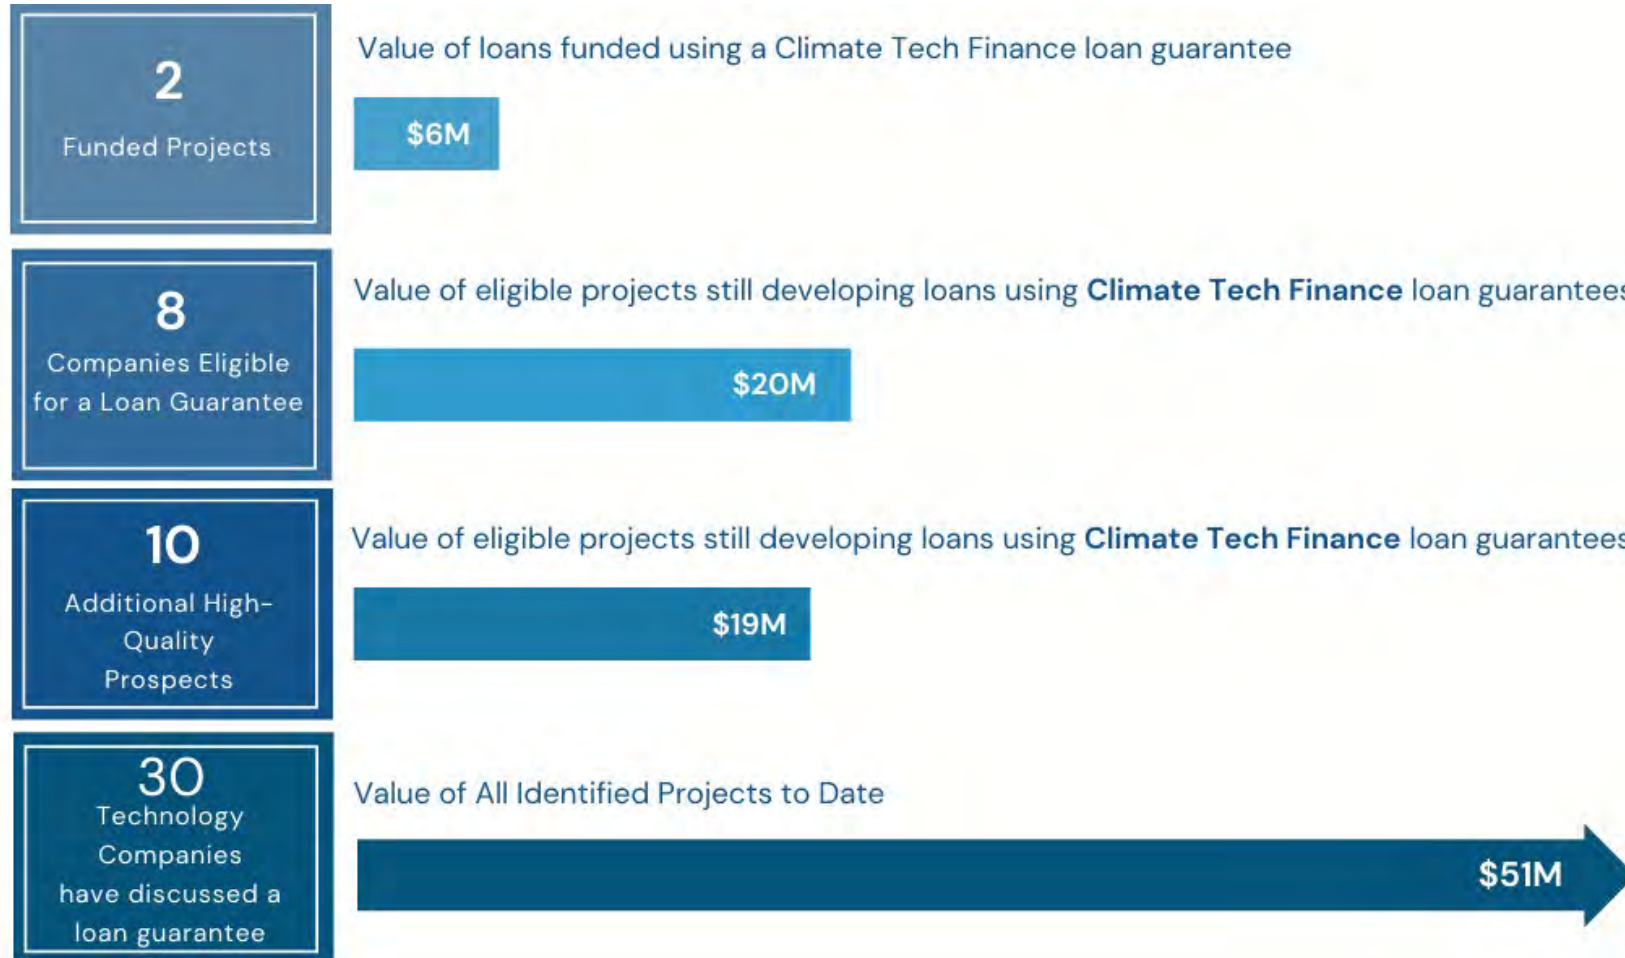 2
Funded Projects
Value of loans funded using a Climate Tech Finance loan guarantee
$6M
8
Companies Eligible
for a Loan Guarantee
Value of eligible projects still developing loans using Climate Tech Finance loan guarantees
$20M
10
Additional High-
Quality
Prospects
Value of eligible projects still developing loans using Climate Tech Finance loan guarantees
$19M
30
Technology
Companies
have discussed a
loan guarantee
Value of All Identified Projects to Date
$51M